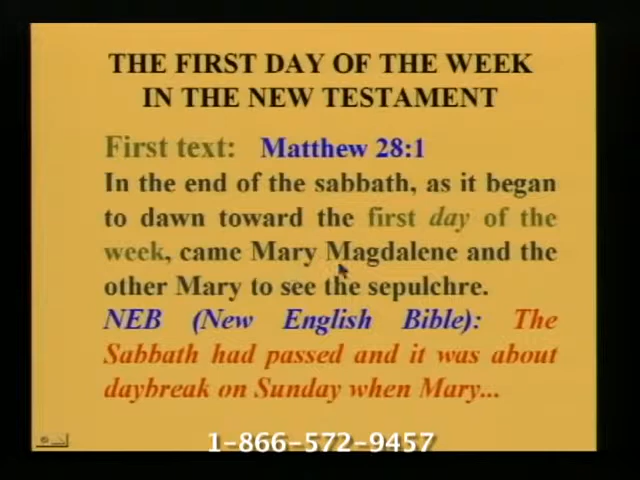 THE FIRST DAY OF THE WEEK
IN THE NEW TESTAMENT
First text: Matthew 28:1
In the end of the sabbath, as it began
to dawn toward the first day of the
week, came Mary Magdalene and the
other Mary to see the sepulchre.
NEB (New English Bible): The
Sabbath had passed and it was about
daybreak on Sunday when Mary...
1-866-572-9457